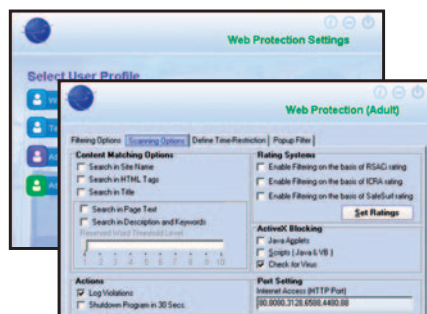 Web Protection Settings
Select User Profile
Web Protection (Adult)
Filtering Options
Scanning Options
Define Time-Restriction
Popup Filter
Content Matching Options
Search in Site Name
Search in HTML Tags
Search in Title
Search in Page Text
Search in Description and Keywords
Reserved Word Threshold Level
1 2 3 4 5 6 7 8 9 10
Actions
Log Violations
Shutdown Program in 30 Secs.
Rating Systems
Enable Filtering on the basis of RSACi rating
Enable Filtering on the basis of ICRA rating
Enable Filtering on the basis of SafeSurf rating
Set Ratings
ActiveX Blocking
Java Applets
Scripts ( Java & VB )
Check for Virus
Port Setting
Internet Access (HTTP Port)
80,8080,3128,6588,4480,88